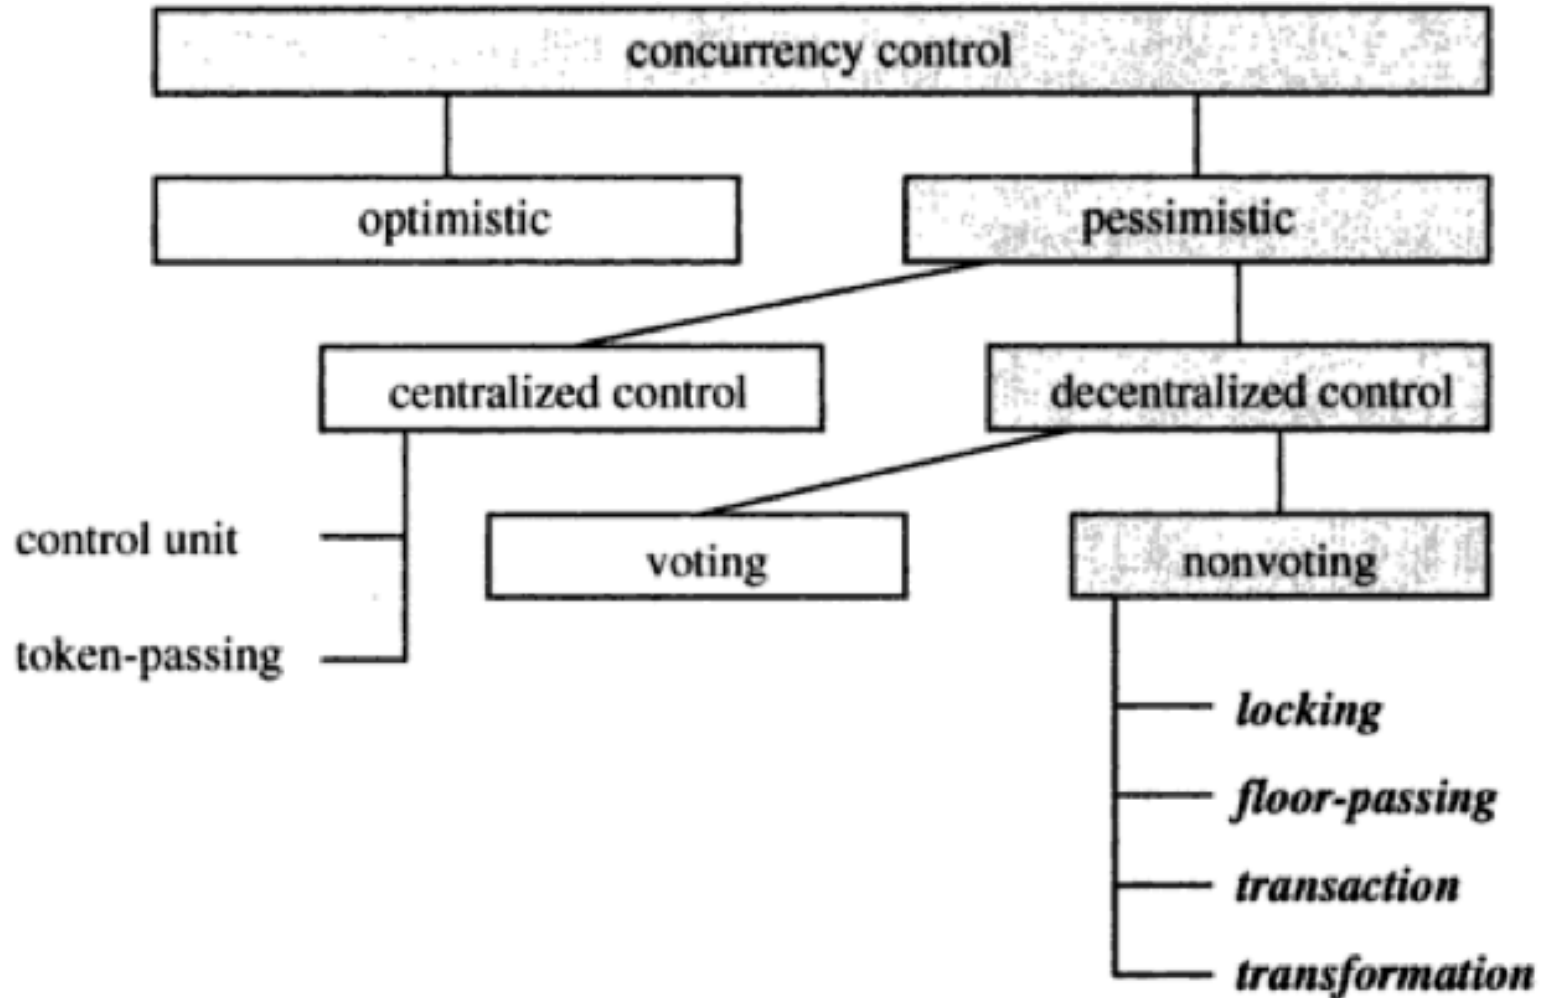 concurrency control
optimistic
pessimistic
centralized control
decentralized control
control unit
voting
nonvoting
token-passing
locking
floor-passing
transaction
transformation